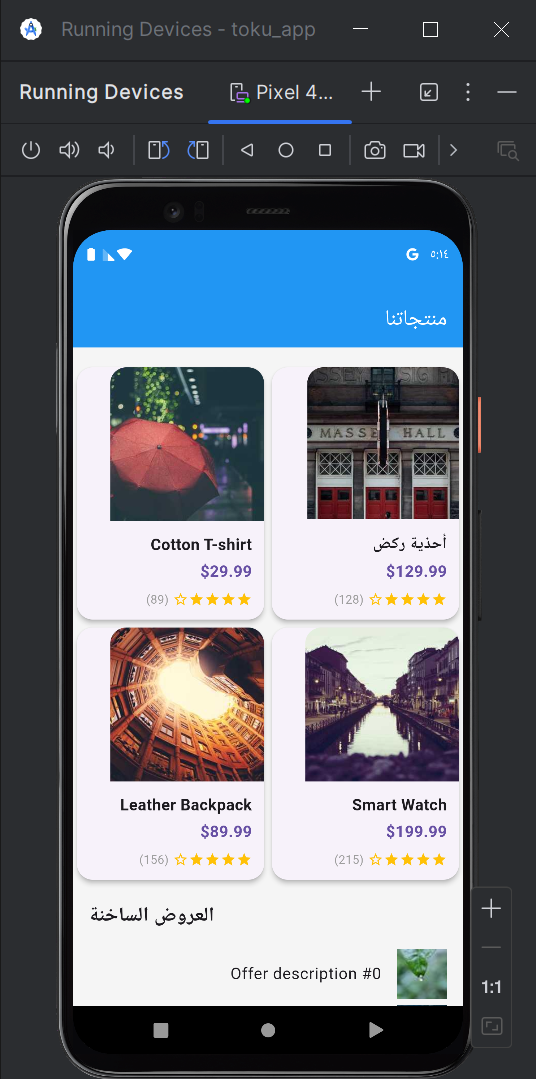 Running Devices - toku_app
Running Devices
Pixel 4...
٥:١٤
منتجاتنا
MASSE HALL
أحذية ركض
$129.99
(128)
Cotton T-shirt
$29.99
(89)
Smart Watch
$199.99
(215)
Leather Backpack
$89.99
(156)
العروض الساخنة
Offer description #0
1:1